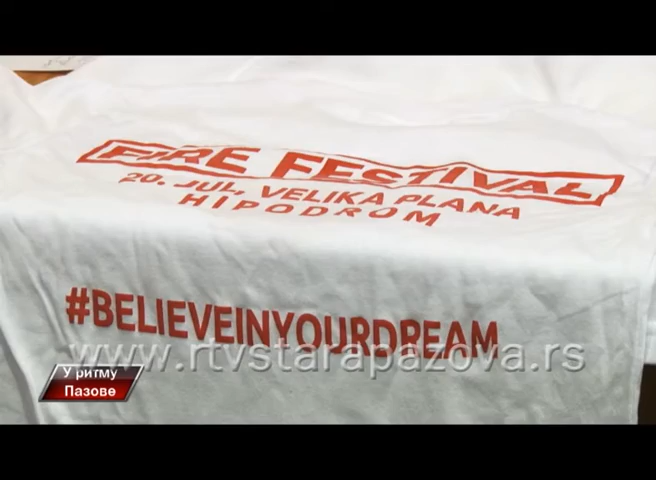 FIRE FESTIVAL
20. JUL, VELIKA PLANA
HIPODROM
#BELIEVEINYOURDREAM
www.rtvstarapazova.rs
У ритму
Пазове